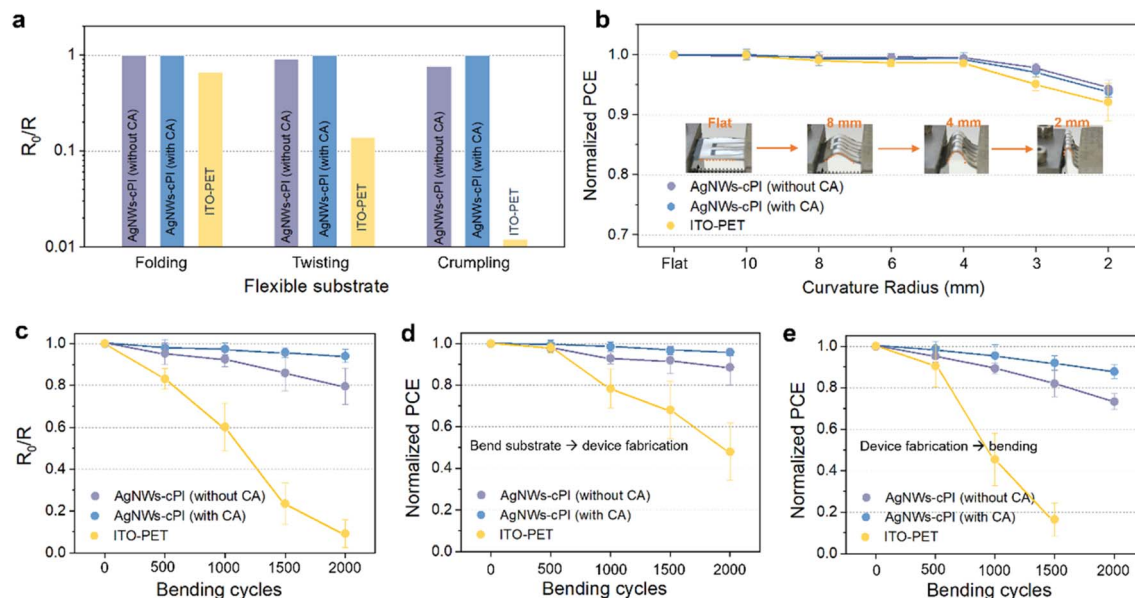 a
R₀/R
1
0.1
0.01
AgNWs-cPI (without CA)
AgNWs-cPI (with CA)
ITO-PET
AgNWs-cPI (without CA)
AgNWs-cPI (with CA)
ITO-PET
AgNWs-cPI (without CA)
AgNWs-cPI (with CA)
ITO-PET
Folding Twisting Crumpling
Flexible substrate
b
Normalized PCE
1.0
0.9
0.8
0.7
Flat 8 mm 4 mm 2 mm
AgNWs-cPI (without CA)
AgNWs-cPI (with CA)
ITO-PET
Flat 10 8 6 4 3 2
Curvature Radius (mm)
c
R₀/R
1.0
0.8
0.6
0.4
0.2
0.0
AgNWs-cPI (without CA)
AgNWs-cPI (with CA)
ITO-PET
0 500 1000 1500 2000
Bending cycles
d
Normalized PCE
1.0
0.8
0.6
0.4
0.2
0.0
Bend substrate → device fabrication
AgNWs-cPI (without CA)
AgNWs-cPI (with CA)
ITO-PET
0 500 1000 1500 2000
Bending cycles
e
Normalized PCE
1.0
0.8
0.6
0.4
0.2
0.0
Device fabrication → bending
AgNWs-cPI (without CA)
AgNWs-cPI (with CA)
ITO-PET
0 500 1000 1500 2000
Bending cycles